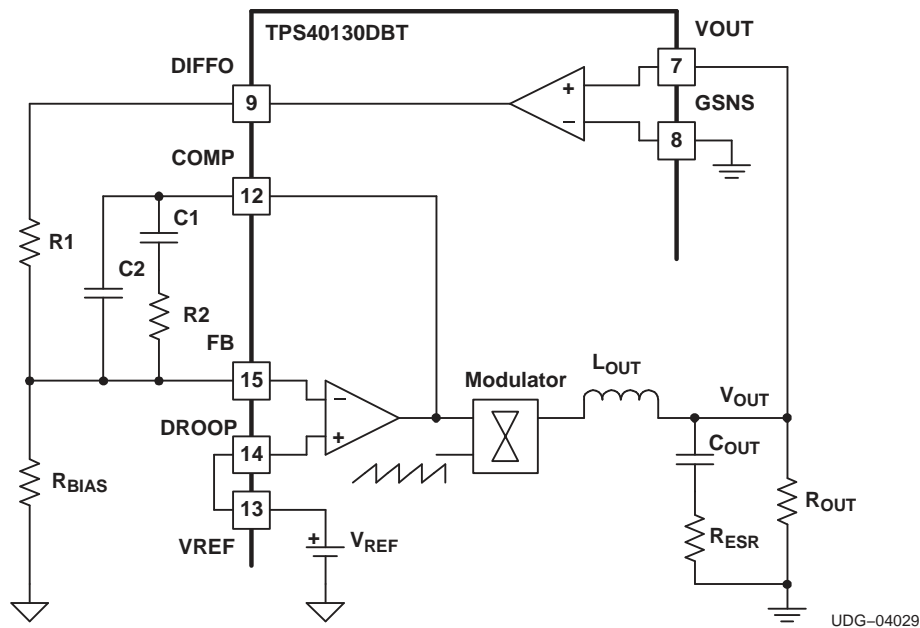 TPS40130DBT
VOUT
DIFFO
7
+
GSNS
9
−
8
COMP
12
C1
R1
C2
R2
FB
LOUT
15
Modulator
VOUT
−
DROOP
COUT
+
14
RBIAS
ROUT
13
+
VREF
RESR
VREF
UDG–04029